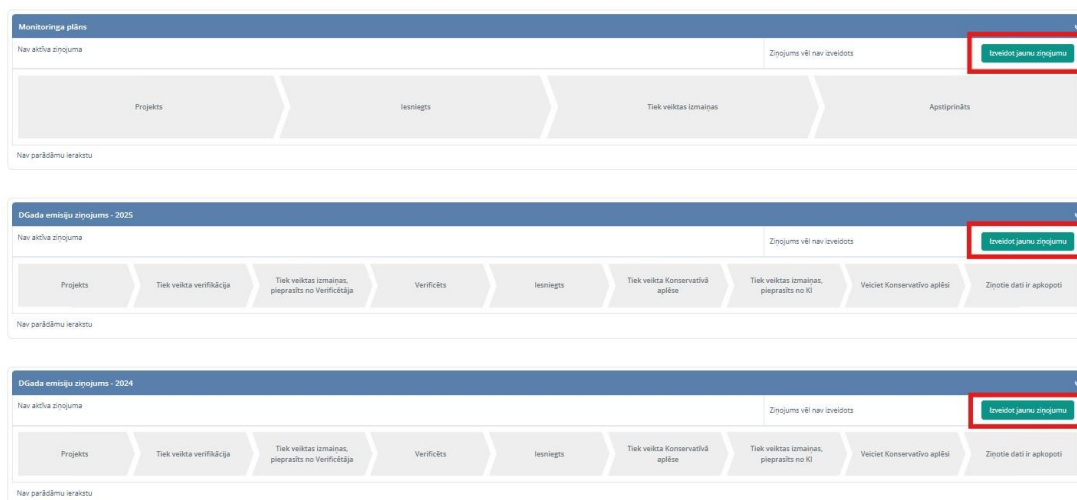 Monitoringa plāns
Nav aktīva ziņojuma
Ziņojums vēl nav izveidots
Izveidot jaunu ziņojumu
Projekts
Iesniegts
Tiek veiktas izmaiņas
Apstiprināts
Nav parādāmu ierakstu
DGada emisiju ziņojums - 2025
Nav aktīva ziņojuma
Ziņojums vēl nav izveidots
Izveidot jaunu ziņojumu
Projekts
Tiek veikta verifikācija
Tiek veiktas izmaiņas,
pieprasīts no Verificētāja
Verificēts
Iesniegts
Tiek veikta Konservatīvā
aplēse
Tiek veiktas izmaiņas,
pieprasīts no KI
Veiciet Konservatīvo aplēsi
Ziņotie dati ir apkopoti
Nav parādāmu ierakstu
DGada emisiju ziņojums - 2024
Nav aktīva ziņojuma
Ziņojums vēl nav izveidots
Izveidot jaunu ziņojumu
Projekts
Tiek veikta verifikācija
Tiek veiktas izmaiņas,
pieprasīts no Verificētāja
Verificēts
Iesniegts
Tiek veikta Konservatīvā
aplēse
Tiek veiktas izmaiņas,
pieprasīts no KI
Veiciet Konservatīvo aplēsi
Ziņotie dati ir apkopoti
Nav parādāmu ierakstu